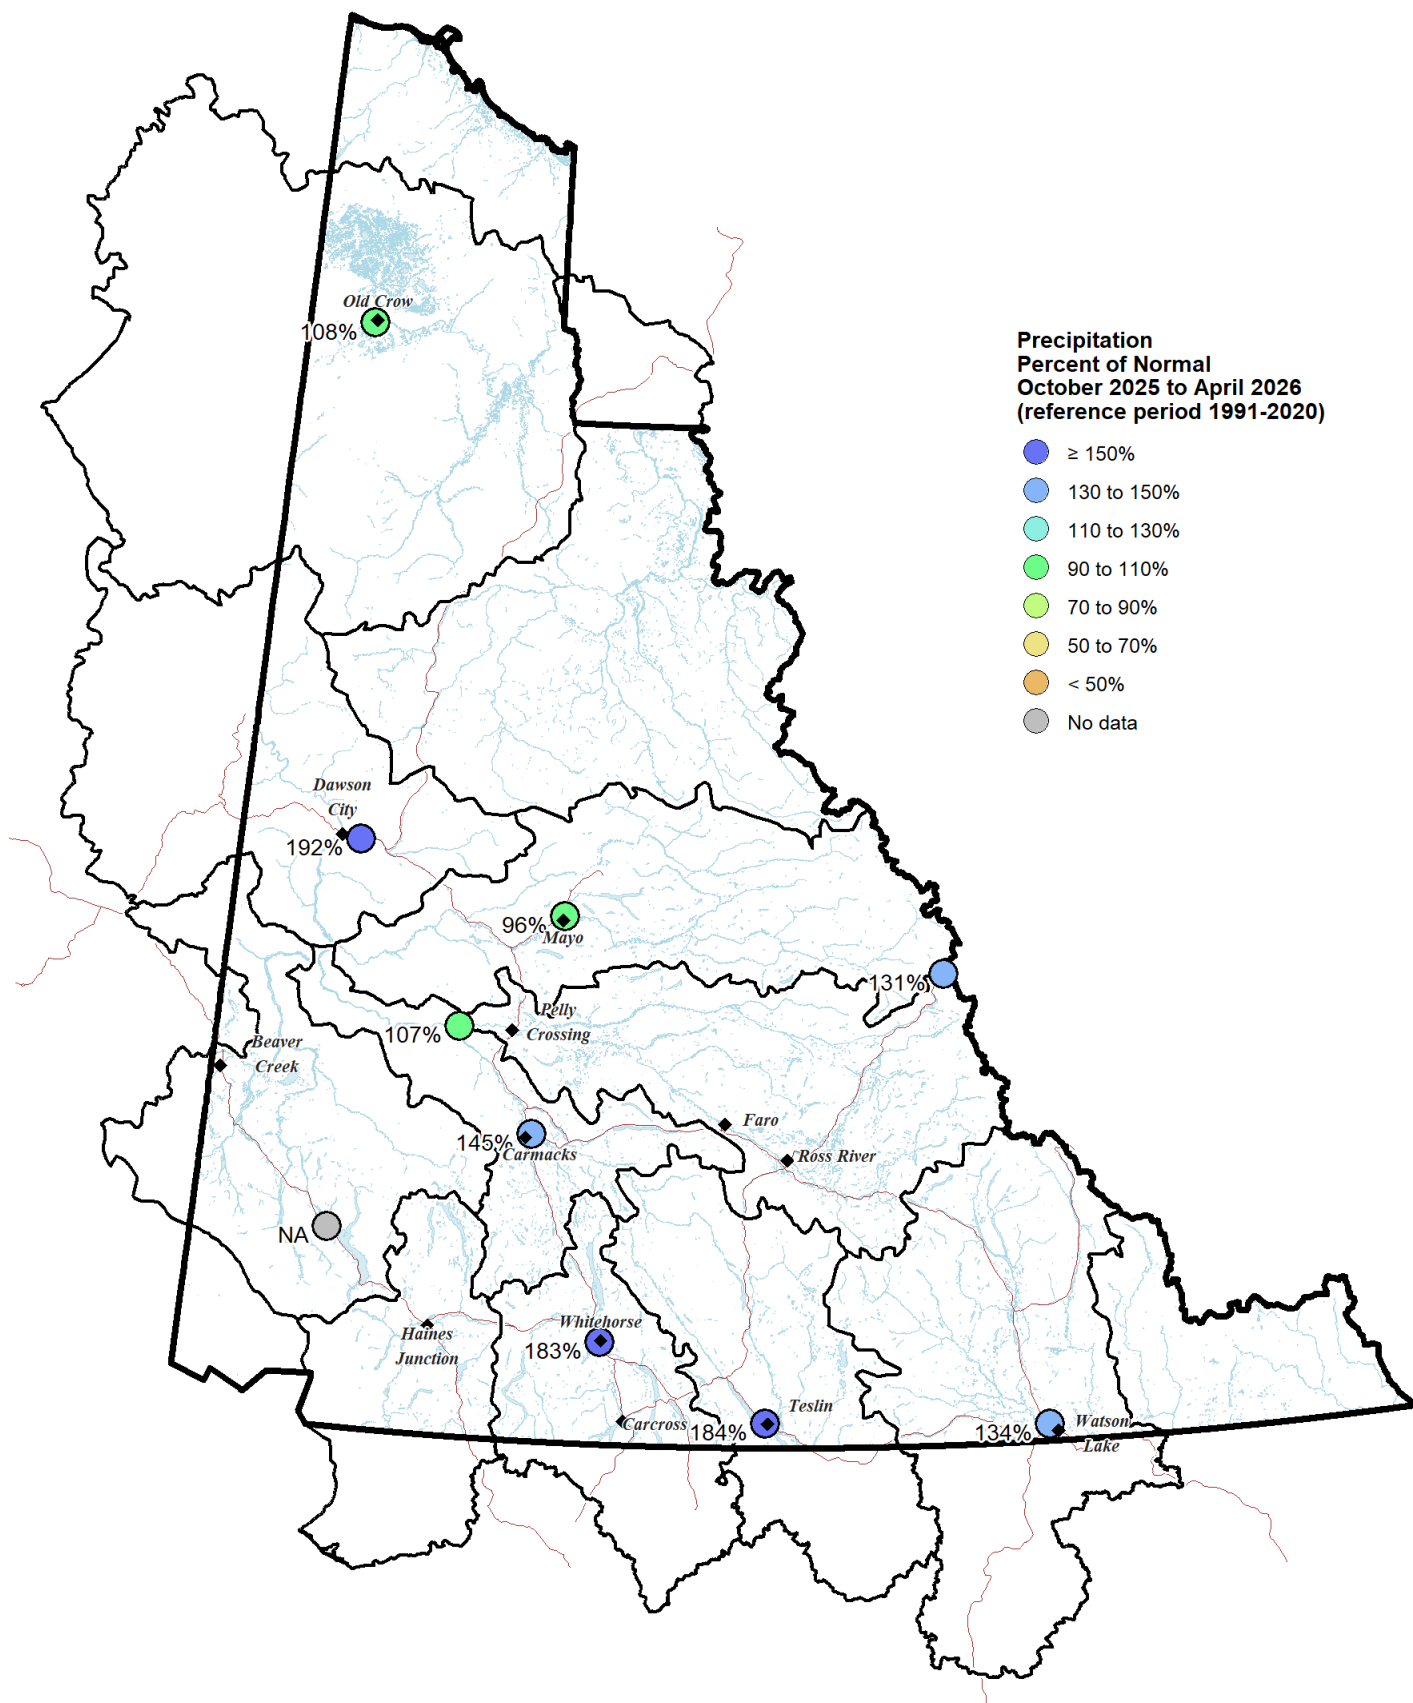 Old Crow
108%
Precipitation
Percent of Normal
October 2025 to April 2026
(reference period 1991-2020)
≥ 150%
130 to 150%
110 to 130%
90 to 110%
70 to 90%
50 to 70%
< 50%
No data
Dawson
City
192%
96%
Mayo
131%
Pelly
Crossing
107%
Beaver
Creek
Faro
145%
Carmacks
Ross River
NA
Whitehorse
Haines
Junction
183%
Teslin
Carcross
184%
134%
Watson
Lake